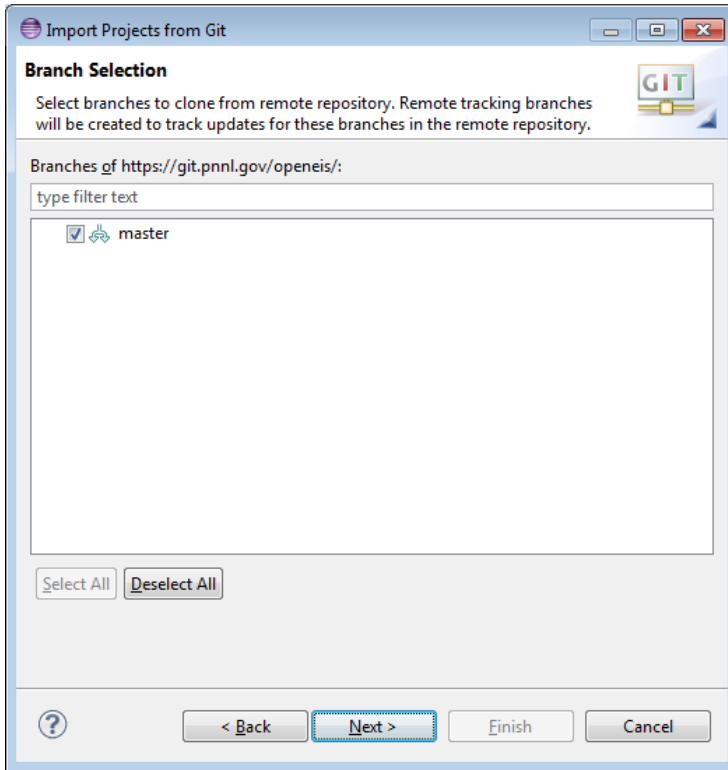 Import Projects from Git
Branch Selection
GIT
Select branches to clone from remote repository. Remote tracking branches
will be created to track updates for these branches in the remote repository.
Branches of https://git.pnnl.gov/openeis/:
type filter text
master
Select All
Deselect All
?
< Back
Next >
Finish
Cancel